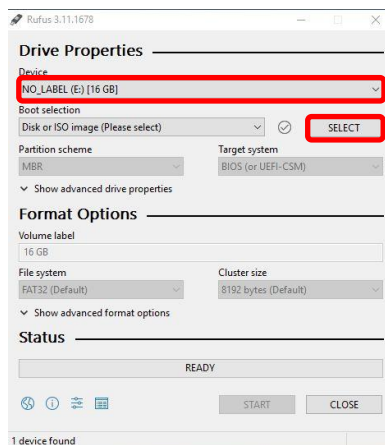 Rufus 3.11.1678
Drive Properties
Device
NO_LABEL (E:) [16 GB]
Boot selection
Disk or ISO image (Please select)
SELECT
Partition scheme
Target system
MBR
BIOS (or UEFI-CSM)
Show advanced drive properties
Format Options
Volume label
16 GB
File system
Cluster size
FAT32 (Default)
8192 bytes (Default)
Show advanced format options
Status
READY
START
CLOSE
1 device found